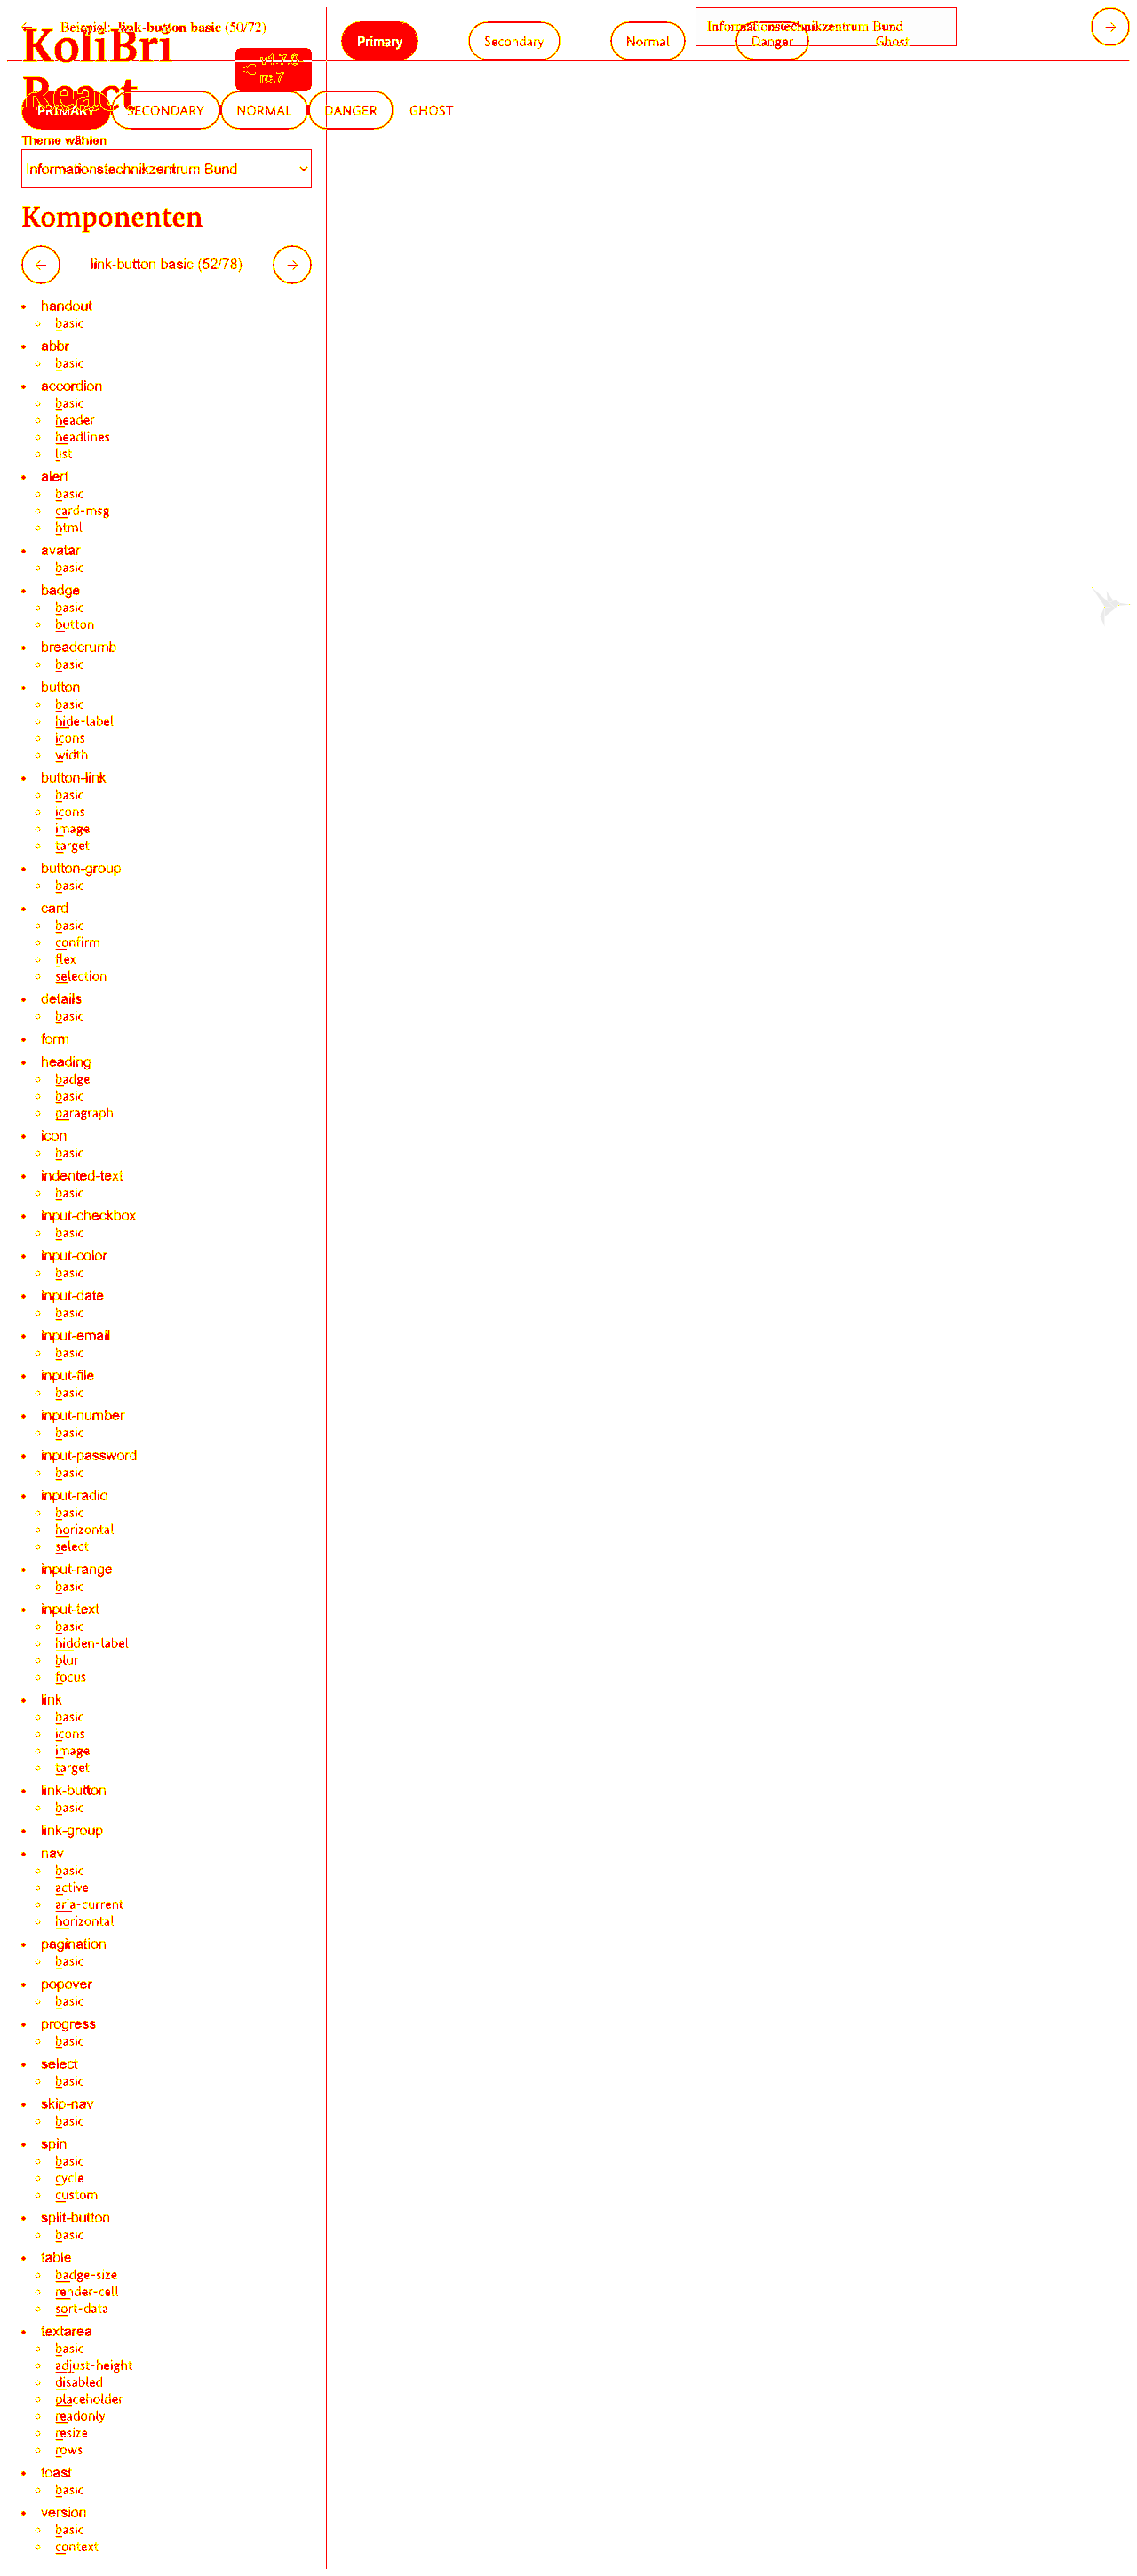 Beispiel: link-button basic (50/72)
Informationstechnikzentrum Bund
KoliBri
React
v1.7.0-
rc.7
Primary
Secondary
Normal
Danger
Ghost
PRIMARY
SECONDARY
NORMAL
DANGER
GHOST
Theme wählen
Informationstechnikzentrum Bund
Komponenten
link-button basic (52/78)
handout
basic
abbr
basic
accordion
basic
header
headlines
list
alert
basic
card-msg
html
avatar
basic
badge
basic
button
breadcrumb
basic
button
basic
hide-label
icons
width
button-link
basic
icons
image
target
button-group
basic
card
basic
confirm
flex
selection
details
basic
form
heading
badge
basic
paragraph
icon
basic
indented-text
basic
input-checkbox
basic
input-color
basic
input-date
basic
input-email
basic
input-file
basic
input-number
basic
input-password
basic
input-radio
basic
horizontal
select
input-range
basic
input-text
basic
hidden-label
blur
focus
link
basic
icons
image
target
link-button
basic
link-group
nav
basic
active
aria-current
horizontal
pagination
basic
popover
basic
progress
basic
select
basic
skip-nav
basic
spin
basic
cycle
custom
split-button
basic
table
badge-size
render-cell
sort-data
textarea
basic
adjust-height
disabled
placeholder
readonly
resize
rows
toast
basic
version
basic
context